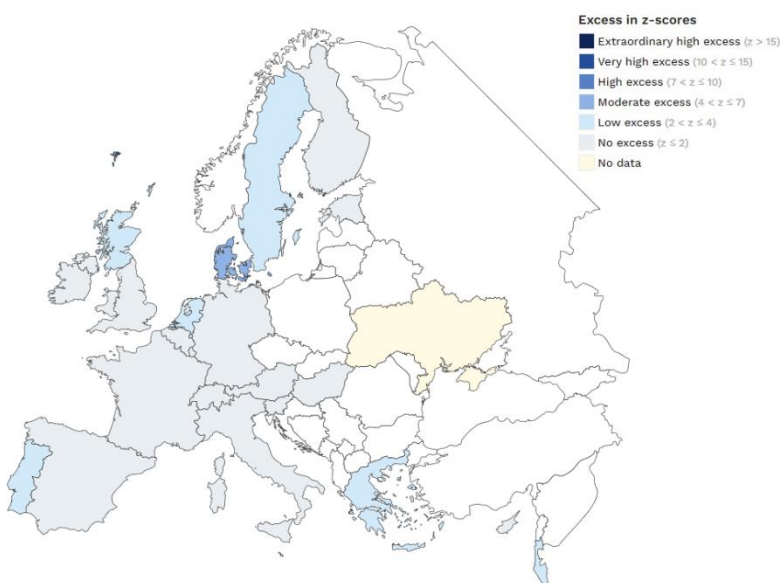 Excess in z-scores
Extraordinary high excess (z > 15)
Very high excess (10 < z ≤ 15)
High excess (7 < z ≤ 10)
Moderate excess (4 < z ≤ 7)
Low excess (2 < z ≤ 4)
No excess (z ≤ 2)
No data